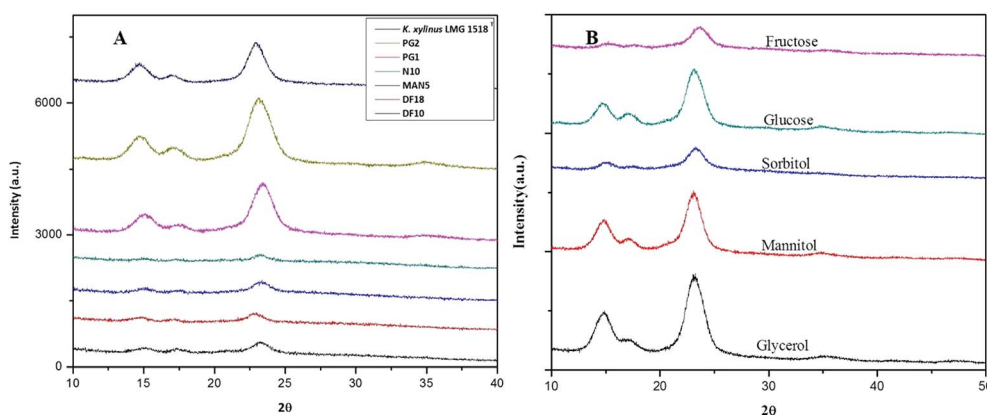 A
K. xylinus LMG 1518 T
PG2
PG1
N10
MAN5
DF18
DF10
6000
3000
0
Intensity (a.u.)
10 15 20 25 30 35 40
2θ
B
Fructose
Glucose
Sorbitol
Mannitol
Glycerol
Intensity(a.u.)
10 20 30 40 50
2θ